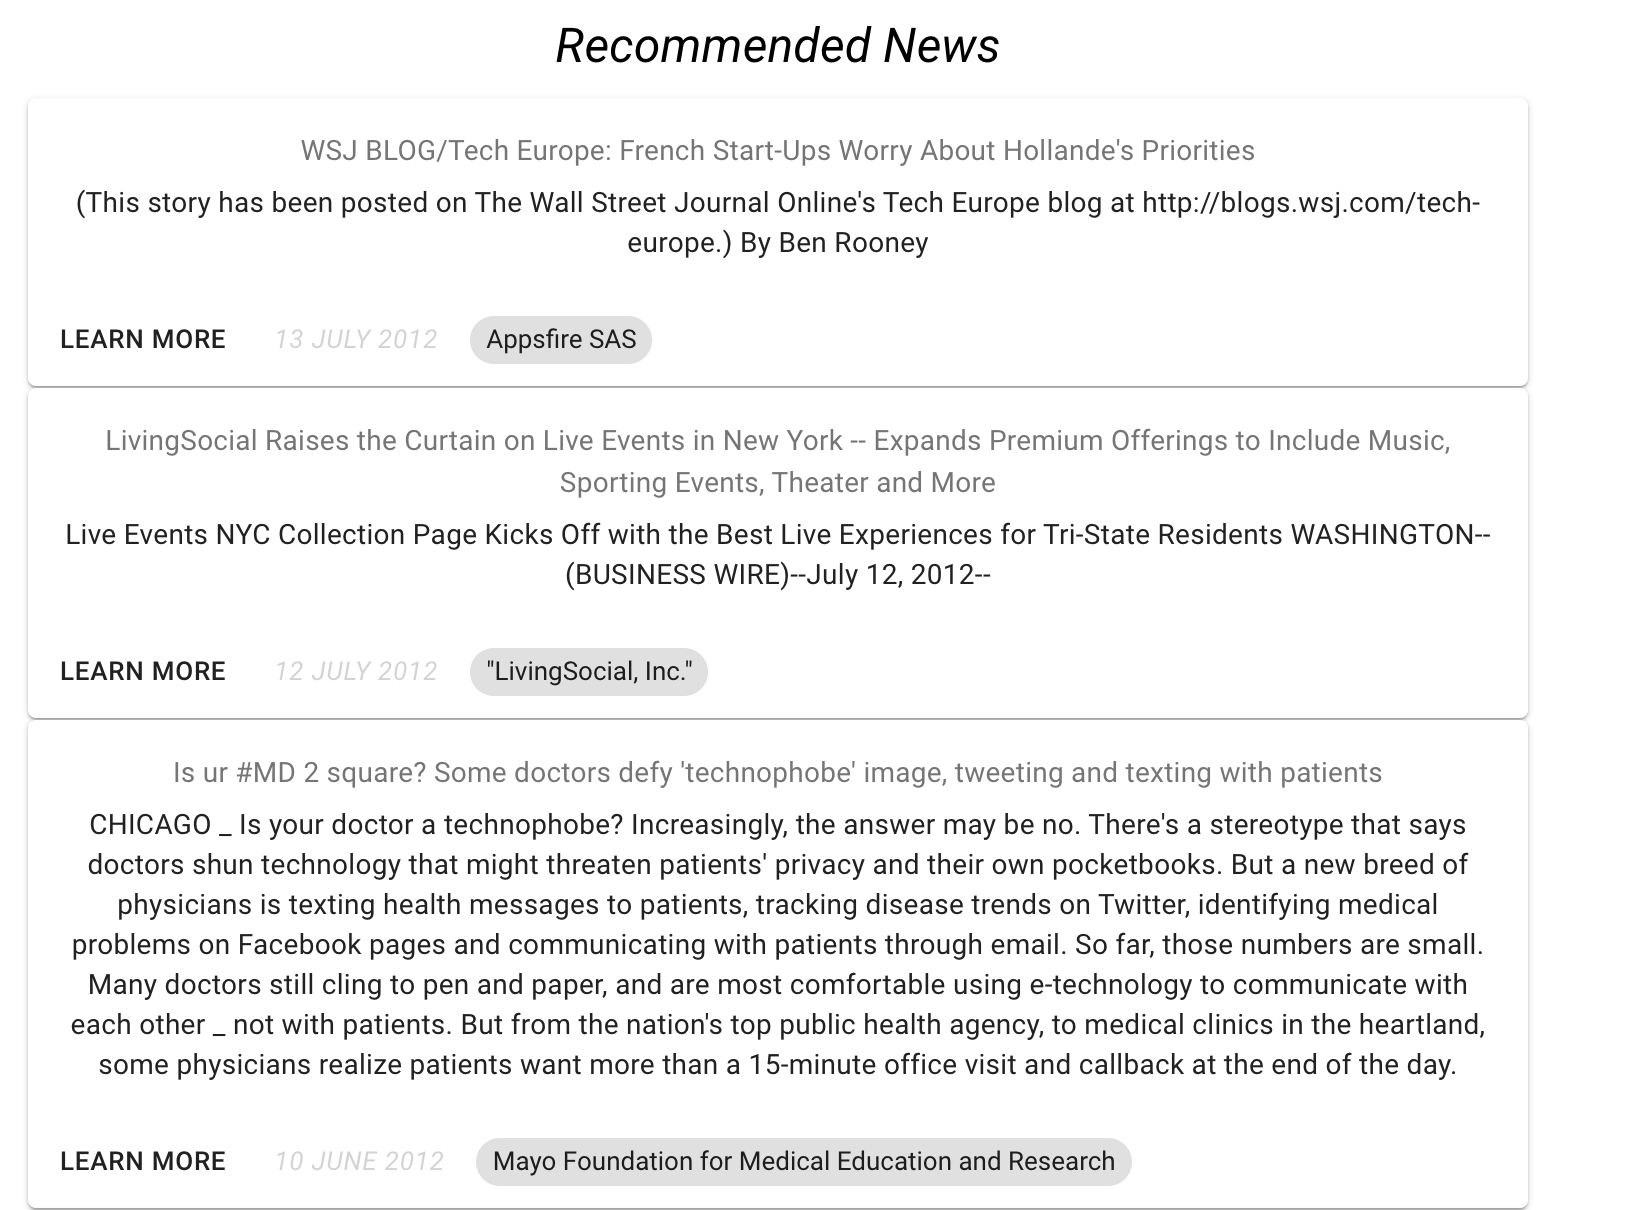 Recommended News
WSJ BLOG/Tech Europe: French Start-Ups Worry About Hollande's Priorities
(This story has been posted on The Wall Street Journal Online's Tech Europe blog at http://blogs.wsj.com/tech-
europe.) By Ben Rooney
LEARN MORE 13 JULY 2012 Appsfire SAS
LivingSocial Raises the Curtain on Live Events in New York -- Expands Premium Offerings to Include Music,
Sporting Events, Theater and More
Live Events NYC Collection Page Kicks Off with the Best Live Experiences for Tri-State Residents WASHINGTON--
(BUSINESS WIRE)--July 12, 2012--
LEARN MORE 12 JULY 2012 "LivingSocial, Inc."
Is ur #MD 2 square? Some doctors defy 'technophobe' image, tweeting and texting with patients
CHICAGO _ Is your doctor a technophobe? Increasingly, the answer may be no. There's a stereotype that says
doctors shun technology that might threaten patients' privacy and their own pocketbooks. But a new breed of
physicians is texting health messages to patients, tracking disease trends on Twitter, identifying medical
problems on Facebook pages and communicating with patients through email. So far, those numbers are small.
Many doctors still cling to pen and paper, and are most comfortable using e-technology to communicate with
each other _ not with patients. But from the nation's top public health agency, to medical clinics in the heartland,
some physicians realize patients want more than a 15-minute office visit and callback at the end of the day.
LEARN MORE 10 JUNE 2012 Mayo Foundation for Medical Education and Research